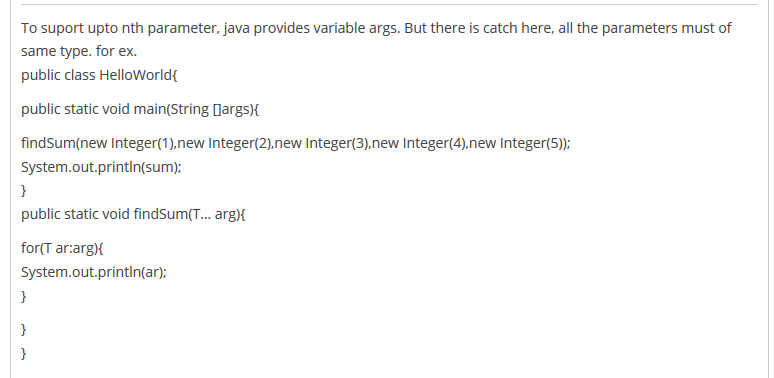 To suport upto nth parameter, java provides variable args. But there is catch here, all the parameters must of
same type. for ex.
public class HelloWorld{
public static void main(String []args){
findSum(new Integer(1),new Integer(2),new Integer(3),new Integer(4),new Integer(5));
System.out.println(sum);
}
public static void findSum(T... arg){
for(T ar:arg){
System.out.println(ar);
}
}
}